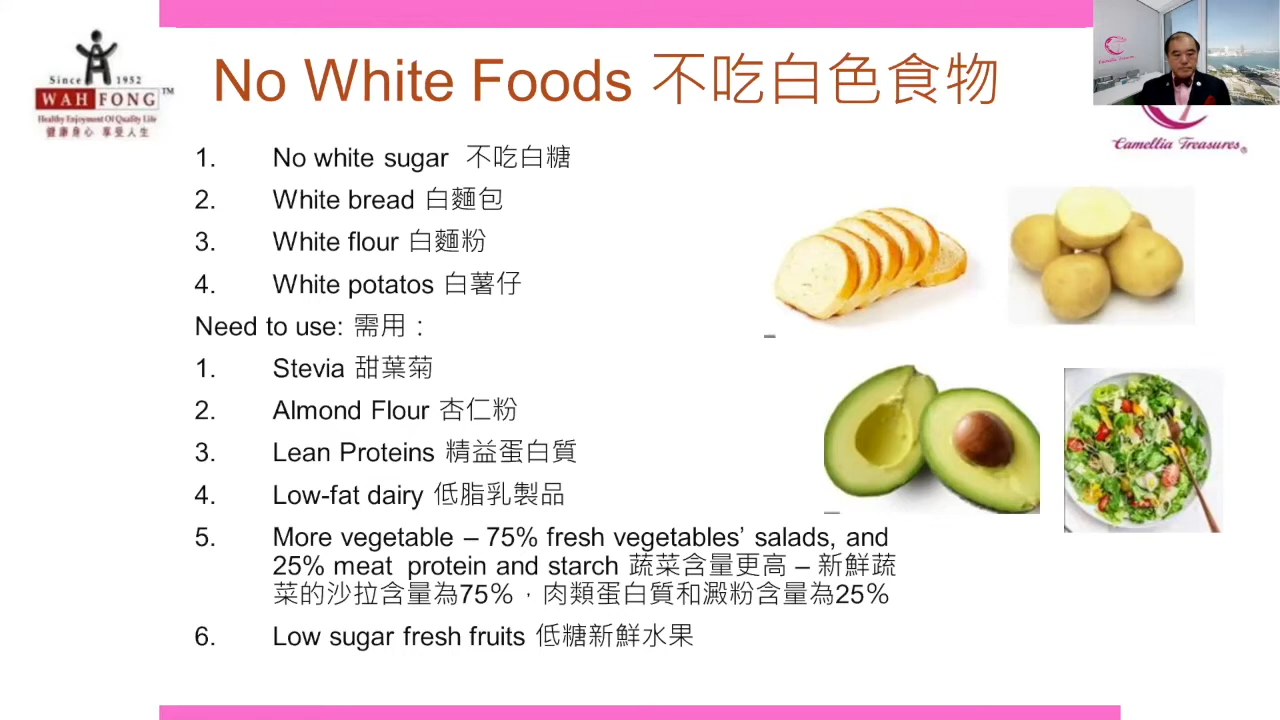 Since 1952
WAH FONG TM
Healthy Enjoyment Of Quality Life
健康身心 享受人生
No White Foods 不吃白色食物
Camellia Treasures®
1. No white sugar 不吃白糖
2. White bread 白麵包
3. White flour 白麵粉
4. White potatos 白薯仔
Need to use: 需用：
1. Stevia 甜葉菊
2. Almond Flour 杏仁粉
3. Lean Proteins 精益蛋白質
4. Low-fat dairy 低脂乳製品
5. More vegetable – 75% fresh vegetables’ salads, and
25% meat protein and starch 蔬菜含量更高 – 新鮮蔬
菜的沙拉含量為75%，肉類蛋白質和澱粉含量為25%
6. Low sugar fresh fruits 低糖新鮮水果